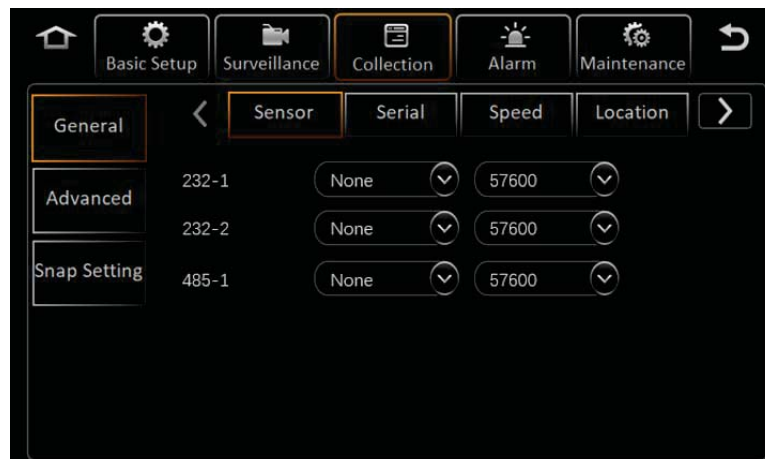 Basic Setup Surveillance Collection Alarm Maintenance
General Sensor Serial Speed Location
Advanced
Snap Setting
232-1 None 57600
232-2 None 57600
485-1 None 57600